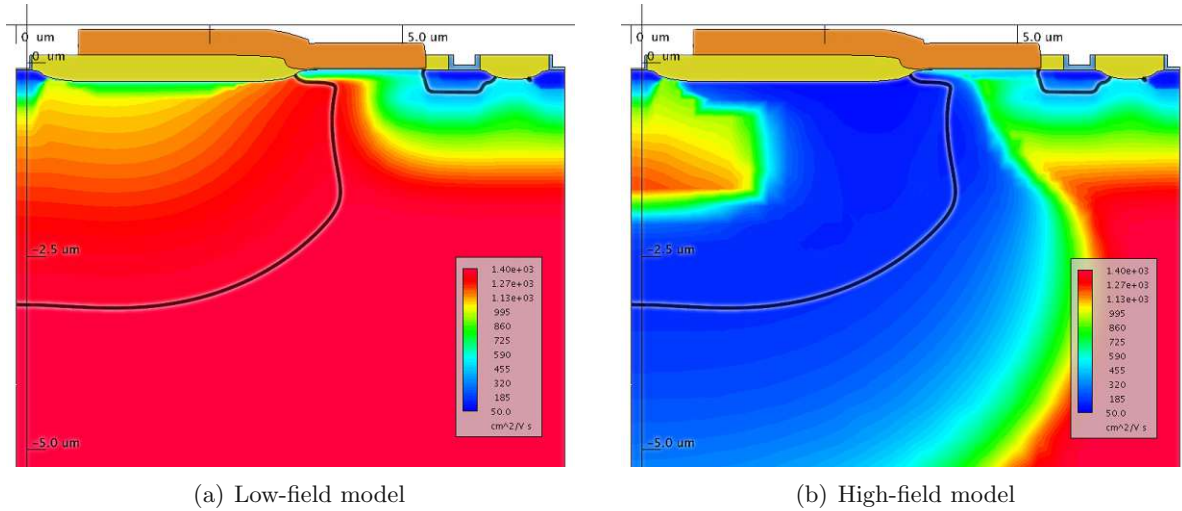 0 um
5.0 um
0 um
-2.5 um
-5.0 um
1.40e+03
1.27e+03
1.13e+03
995
860
725
590
455
320
185
50.0
cm^2/V s
(a) Low-field model
0 um
5.0 um
0 um
-2.5 um
-5.0 um
1.40e+03
1.27e+03
1.13e+03
995
860
725
590
455
320
185
50.0
cm^2/V s
(b) High-field model